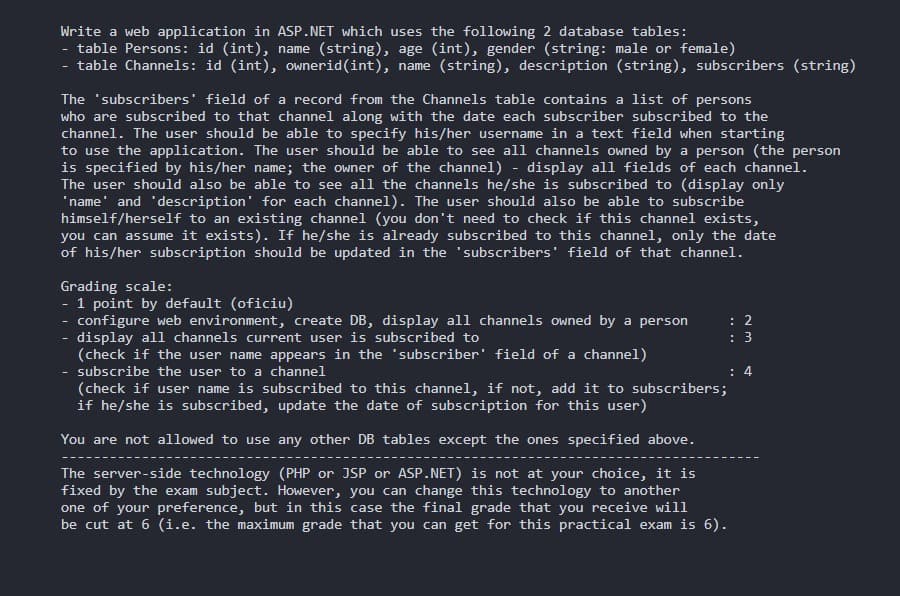 Write a web application in ASP.NET which uses the following 2 database tables:
- table Persons: id (int), name (string), age (int), gender (string: male or female)
- table Channels: id (int), ownerid(int), name (string), description (string), subscribers (string)

The 'subscribers' field of a record from the Channels table contains a list of persons
who are subscribed to that channel along with the date each subscriber subscribed to the
channel. The user should be able to specify his/her username in a text field when starting
to use the application. The user should be able to see all channels owned by a person (the person
is specified by his/her name; the owner of the channel) - display all fields of each channel.
The user should also be able to see all the channels he/she is subscribed to (display only
'name' and 'description' for each channel). The user should also be able to subscribe
himself/herself to an existing channel (you don't need to check if this channel exists,
you can assume it exists). If he/she is already subscribed to this channel, only the date
of his/her subscription should be updated in the 'subscribers' field of that channel.

Grading scale:
- 1 point by default (oficiu)
- configure web environment, create DB, display all channels owned by a person     : 2
- display all channels current user is subscribed to                               : 3
  (check if the user name appears in the 'subscriber' field of a channel)
- subscribe the user to a channel                                                  : 4
  (check if user name is subscribed to this channel, if not, add it to subscribers;
  if he/she is subscribed, update the date of subscription for this user)

You are not allowed to use any other DB tables except the ones specified above.
---------------------------------------------------------------------------------------
The server-side technology (PHP or JSP or ASP.NET) is not at your choice, it is
fixed by the exam subject. However, you can change this technology to another
one of your preference, but in this case the final grade that you receive will
be cut at 6 (i.e. the maximum grade that you can get for this practical exam is 6).